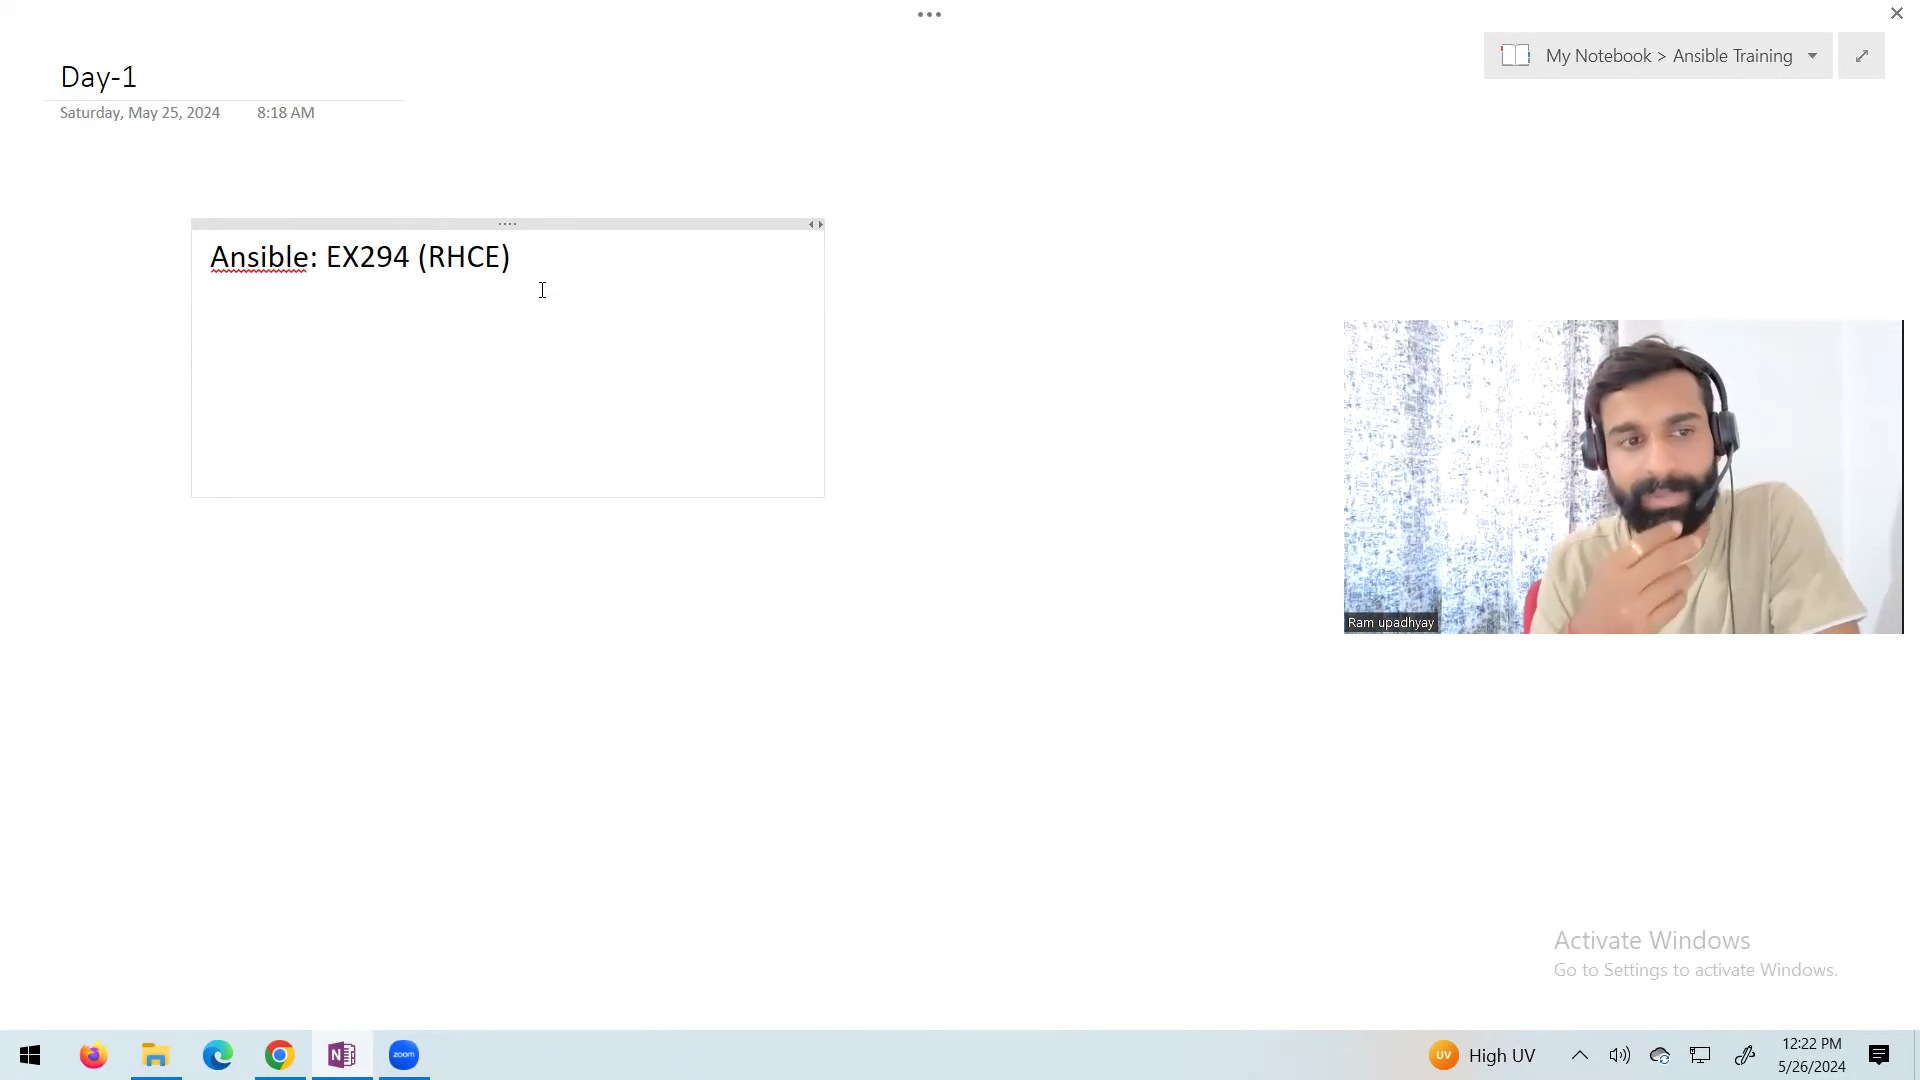 My Notebook > Ansible Training
Day-1
Saturday, May 25, 2024 8:18 AM
Ansible: EX294 (RHCE)
Ram upadhyay
Activate Windows
Go to Settings to activate Windows.
zoom
UV High UV
12:22 PM
5/26/2024